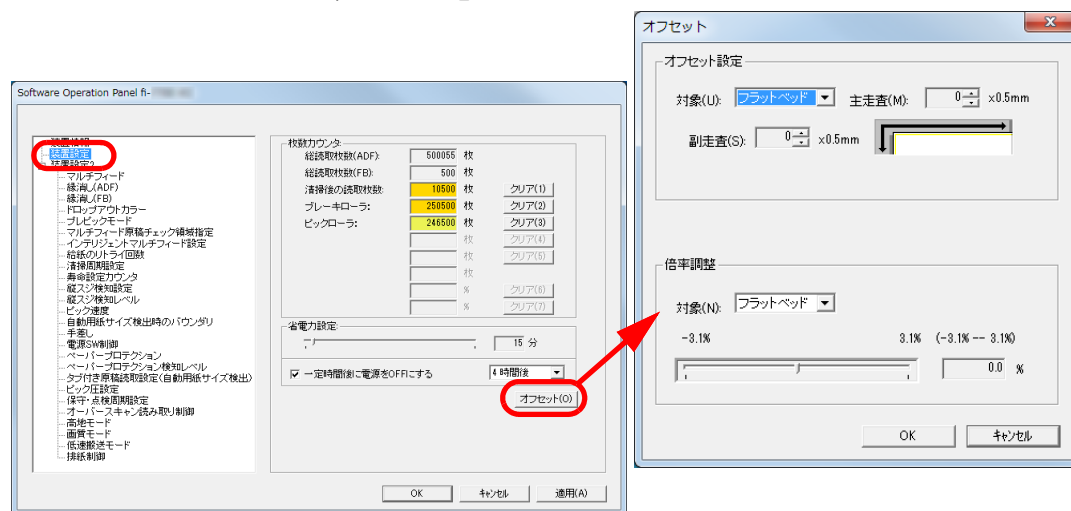 Software Operation Panel fi-
装置情報
装置設定
装置設定2
マルチフィード
縁消し(ADF)
縁消し(FB)
ドロップアウトカラー
プレピックモード
マルチフィード原稿チェック領域指定
インテリジェントマルチフィード設定
給紙のリトライ回数
清掃周期設定
寿命設定カウンタ
縦スジ検知設定
縦スジ検知レベル
ピック速度
自動用紙サイズ検出時のバウンダリ
手差し
電源SW制御
ペーパープロテクション
ペーパープロテクション検知レベル
タブ付き原稿読取設定(自動用紙サイズ検出)
ピック圧設定
保守・点検周期設定
オーバースキャン読み取り制御
高地モード
画質モード
低速搬送モード
排紙制御
枚数カウンタ:
総読取枚数(ADF): 500055 枚
総読取枚数(FB): 500 枚
清掃後の読取枚数: 10500 枚 クリア(1)
ブレーキローラ: 250500 枚 クリア(2)
ピックローラ: 246500 枚 クリア(3)
枚 クリア(4)
枚 クリア(5)
枚
% クリア(6)
% クリア(7)
省電力設定:
15 分
一定時間後に電源をOFFにする 4 時間後
オフセット(O)
OK キャンセル 適用(A)
オフセット
オフセット設定
対象(U): フラットベッド 主走査(M): 0 x0.5mm
副走査(S): 0 x0.5mm
倍率調整
対象(N): フラットベッド
-3.1% 3.1% (-3.1% -- 3.1%)
0.0 %
OK キャンセル